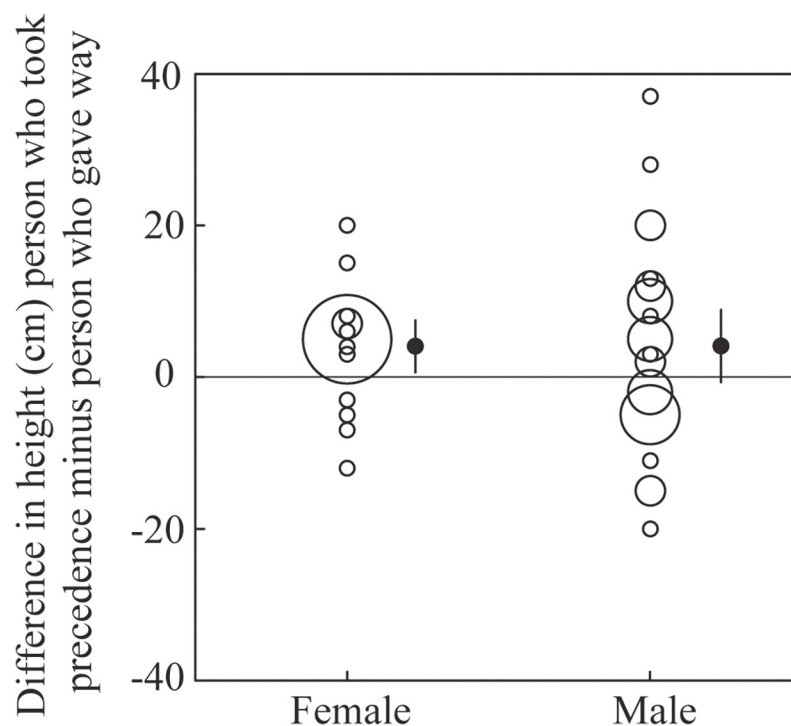 Difference in height (cm) person who took
precedence minus person who gave way
40
20
0
-20
-40
Female
Male